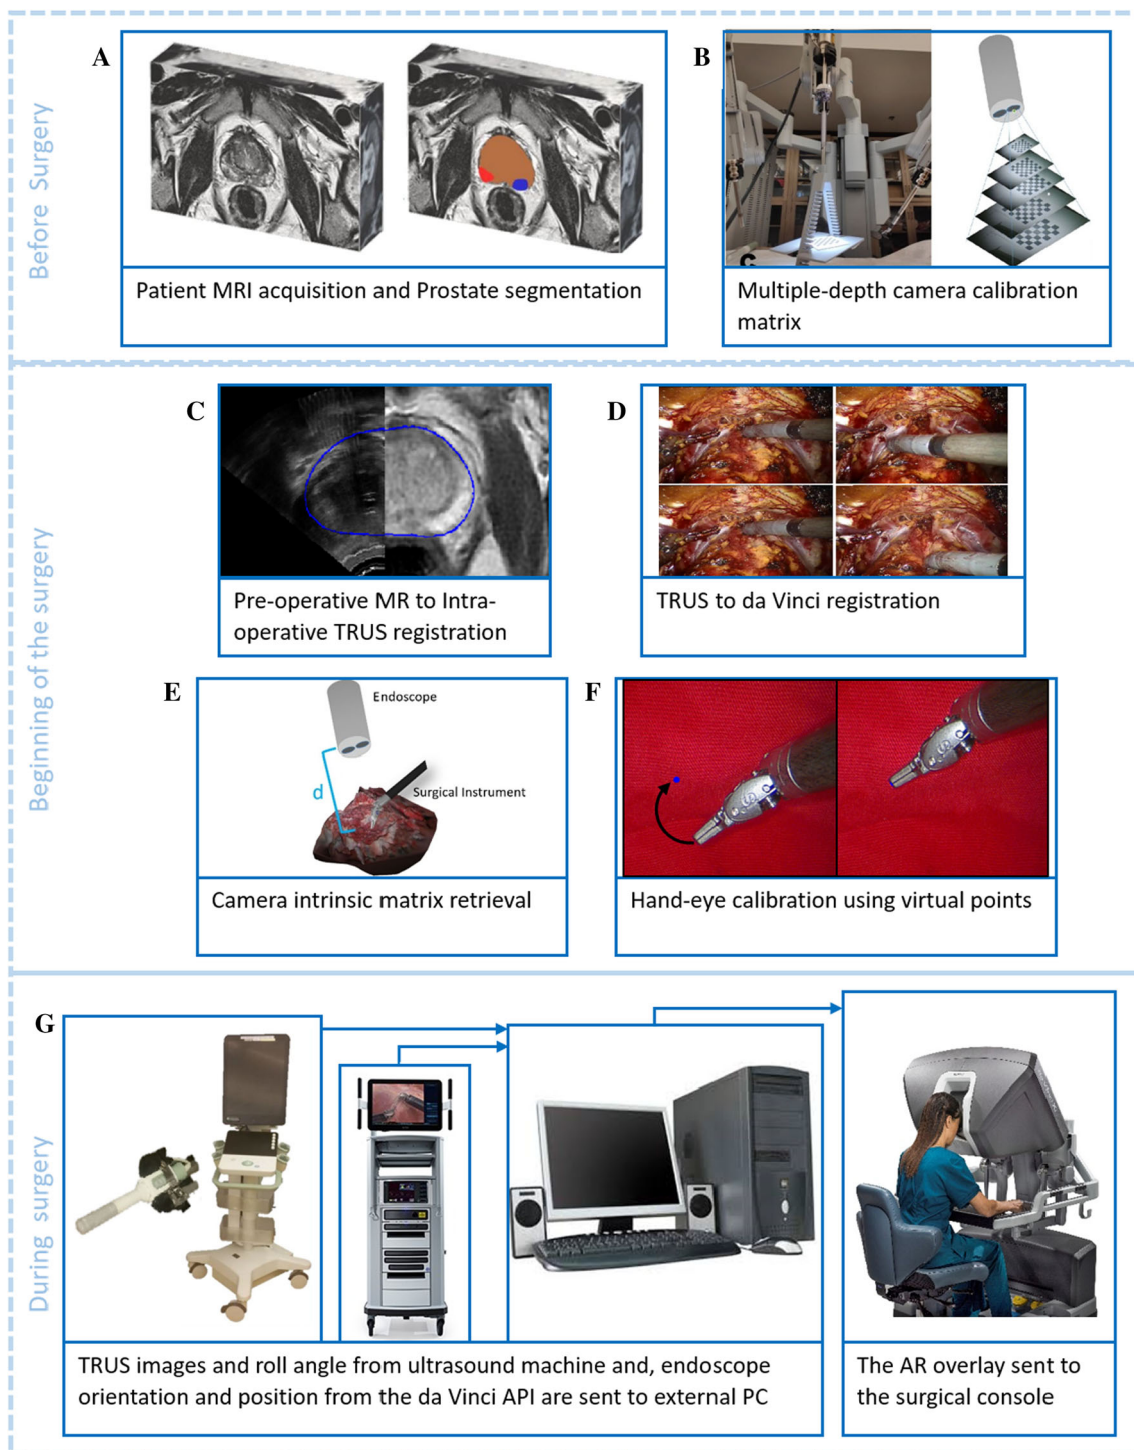 Before Surgery
A
B
Patient MRI acquisition and Prostate segmentation
Multiple-depth camera calibration
matrix
Beginning of the surgery
C
D
Pre-operative MR to Intra-
operative TRUS registration
TRUS to da Vinci registration
E
F
Endoscope
d
Surgical Instrument
Camera intrinsic matrix retrieval
Hand-eye calibration using virtual points
During surgery
G
TRUS images and roll angle from ultrasound machine and, endoscope
orientation and position from the da Vinci API are sent to external PC
The AR overlay sent to
the surgical console